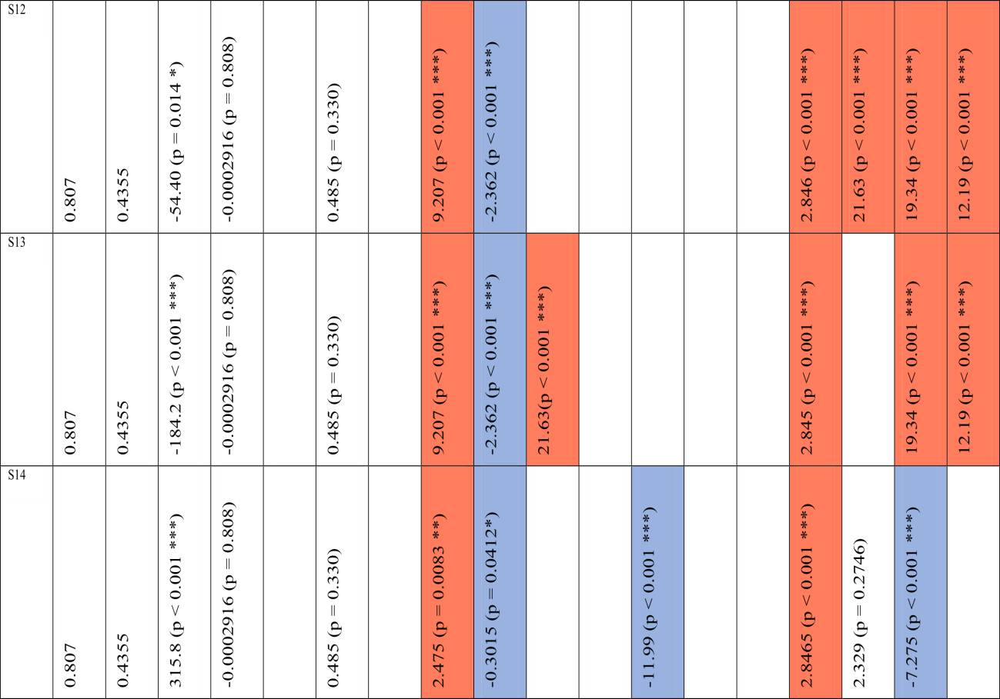 S12
0.807
0.4355
-54.40 (p = 0.014 *)
-0.0002916 (p = 0.808)
0.485 (p = 0.330)
9.207 (p < 0.001 ***)
-2.362 (p < 0.001 ***)
2.846 (p < 0.001 ***)
21.63 (p < 0.001 ***)
19.34 (p < 0.001 ***)
12.19 (p < 0.001 ***)
S13
0.807
0.4355
-184.2 (p < 0.001 ***)
-0.0002916 (p = 0.808)
0.485 (p = 0.330)
9.207 (p < 0.001 ***)
-2.362 (p < 0.001 ***)
21.63(p < 0.001 ***)
2.845 (p < 0.001 ***)
19.34 (p < 0.001 ***)
12.19 (p < 0.001 ***)
S14
0.807
0.4355
315.8 (p < 0.001 ***)
-0.0002916 (p = 0.808)
0.485 (p = 0.330)
2.475 (p = 0.0083 **)
-0.3015 (p = 0.0412*)
-11.99 (p < 0.001 ***)
2.8465 (p < 0.001 ***)
2.329 (p = 0.2746)
-7.275 (p < 0.001 ***)